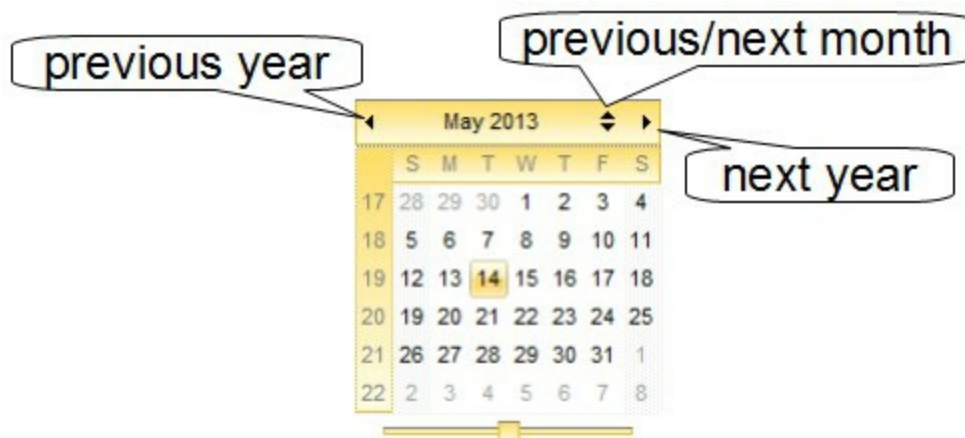 previous/next month
previous year
May 2013
next year
S M T W T F S
17 28 29 30 1 2 3 4
18 5 6 7 8 9 10 11
19 12 13 14 15 16 17 18
20 19 20 21 22 23 24 25
21 26 27 28 29 30 31 1
22 2 3 4 5 6 7 8